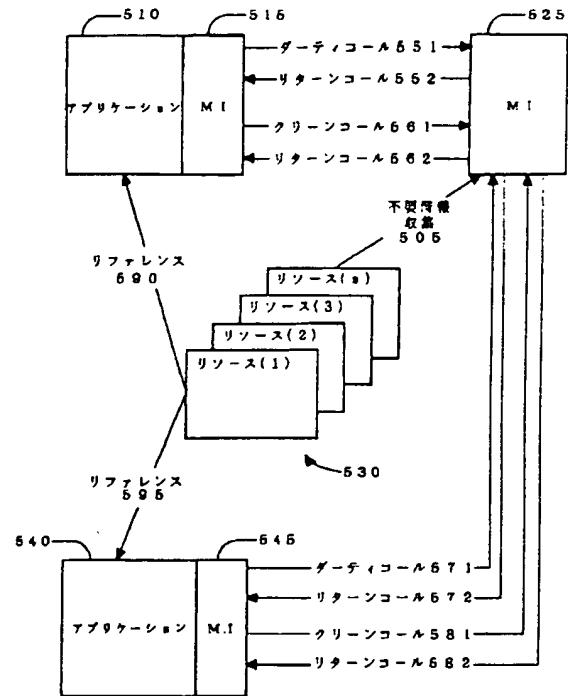 510
515
525
アプリケーション
MI
ダーティコール551
リターンコール552
クリーンコール561
リターンコール562
MI
不要情報
収集
505
リファレンス
590
リソース(n)
リソース(3)
リソース(2)
リソース(1)
530
リファレンス
595
540
545
アプリケーション
M.I
ダーティコール571
リターンコール572
クリーンコール581
リターンコール582